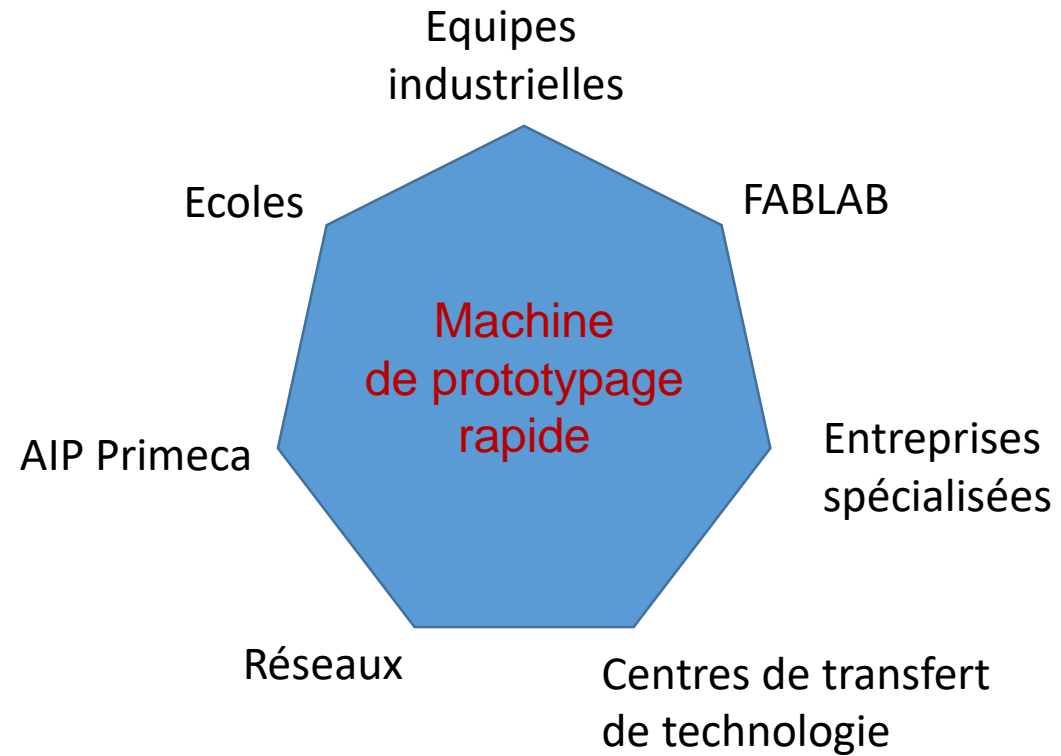 Equipes
industrielles
Ecoles
FABLAB
Machine
de prototypage
rapide
AIP Primeca
Entreprises
spécialisées
Réseaux
Centres de transfert
de technologie